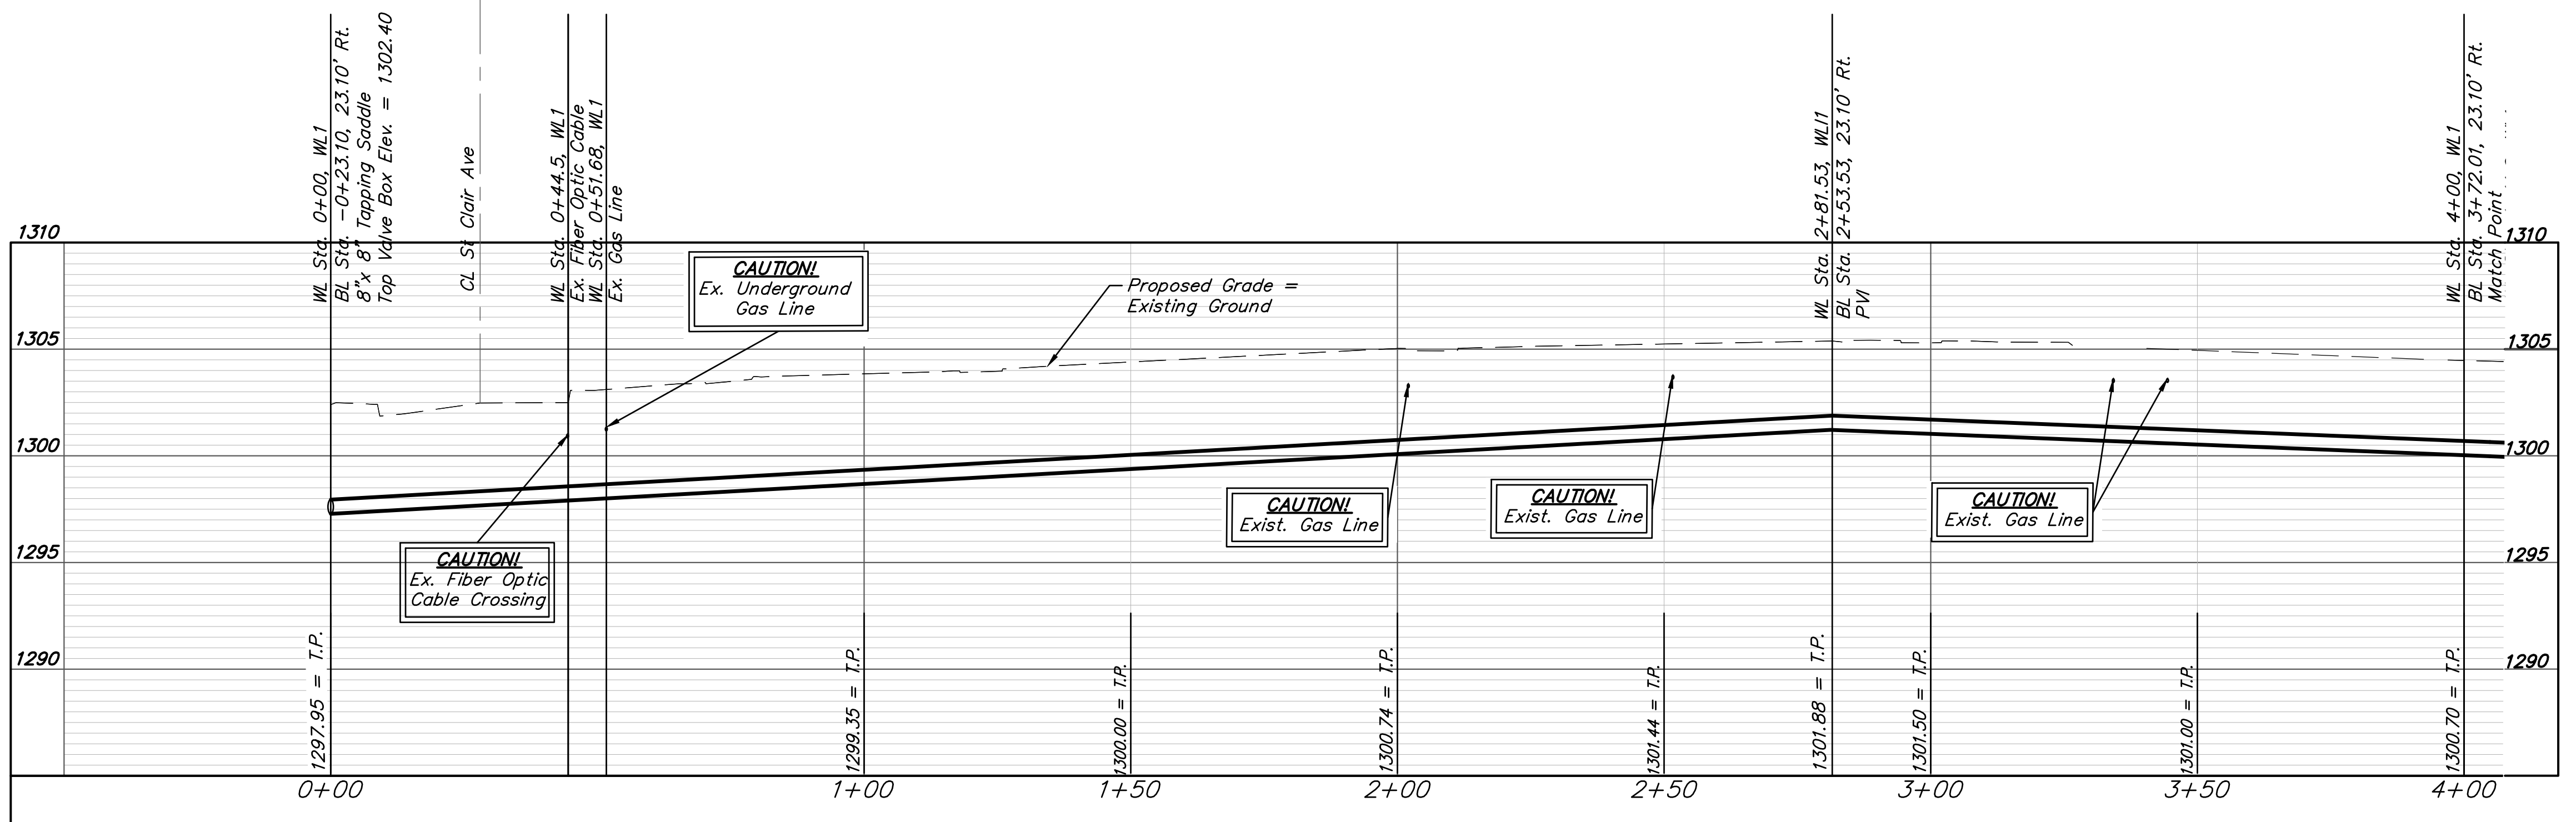 WL Sta. 0+00, WL1
BL Sta. -0+23.10, 23.10' Rt.
8"x 8" Tapping Saddle
Top Valve Box Elev. = 1302.40
CL St Clair Ave
WL Sta. 0+44.5, WL1
Ex. Fiber Optic Cable
WL Sta. 0+51.68, WL1
Ex. Gas Line
WL Sta. 2+81.53, WL11
BL Sta. 2+53.53, 23.10' Rt.
PVI
WL Sta. 4+00, WL1
BL Sta. 3+72.01, 23.10' Rt.
Match Point
1310
1310
CAUTION!
Ex. Underground
Gas Line
Proposed Grade =
Existing Ground
1305
1305
1300
1300
CAUTION!
Exist. Gas Line
CAUTION!
Exist. Gas Line
CAUTION!
Exist. Gas Line
CAUTION!
Ex. Fiber Optic
Cable Crossing
1295
1295
1290
1290
1297.95 = T.P.
1299.35 = T.P.
1300.00 = T.P.
1300.74 = T.P.
1301.44 = T.P.
1301.88 = T.P.
1301.50 = T.P.
1301.00 = T.P.
1300.70 = T.P.
0+00
1+00
1+50
2+00
2+50
3+00
3+50
4+00